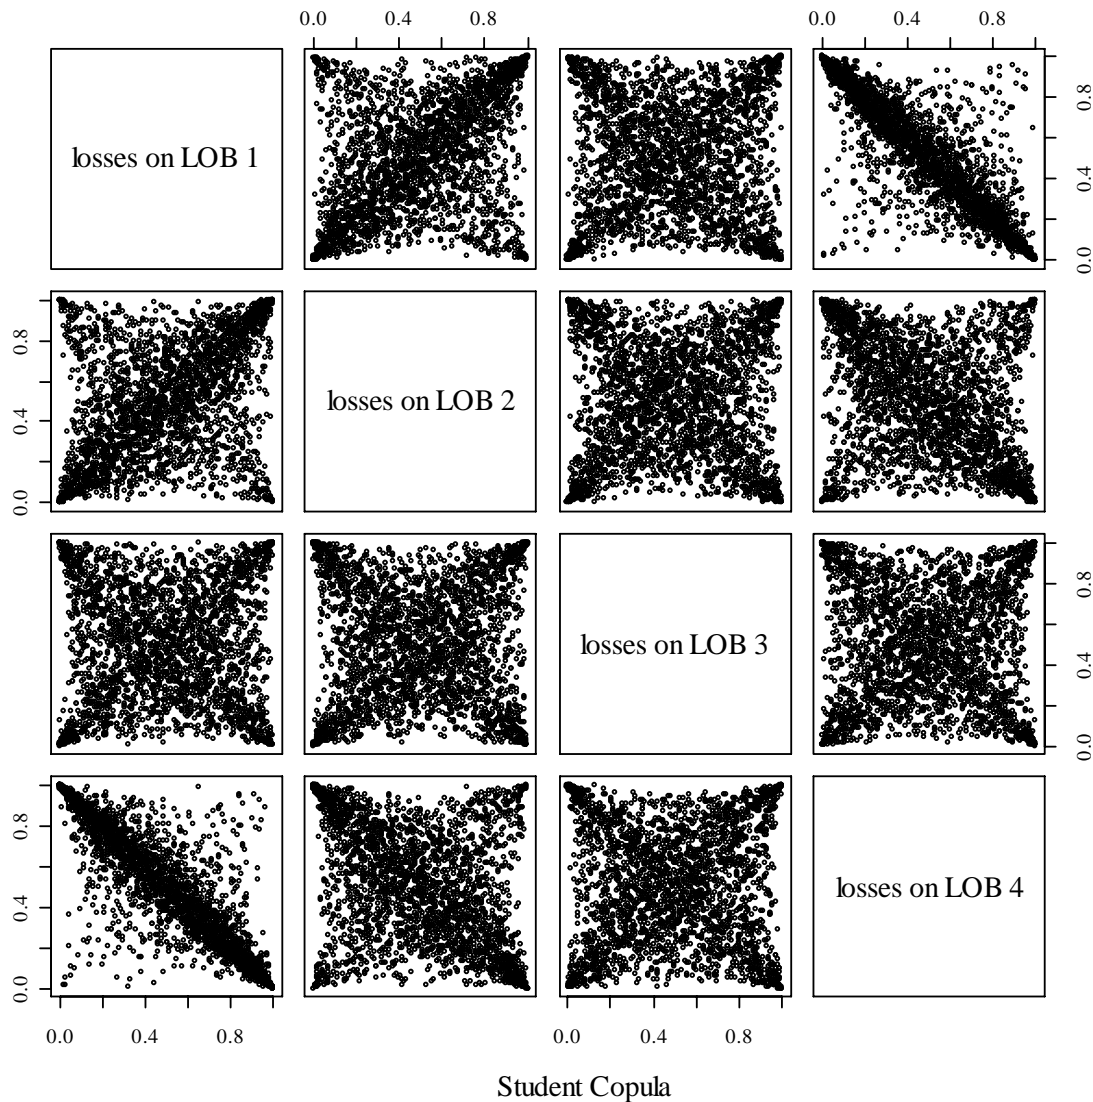 0.0 0.4 0.8 0.0 0.4 0.8
losses on LOB 1
0.0 0.4 0.8
0.0 0.4 0.8
losses on LOB 2
losses on LOB 3
0.0 0.4 0.8
0.0 0.4 0.8
losses on LOB 4
0.0 0.4 0.8 0.0 0.4 0.8
Student Copula